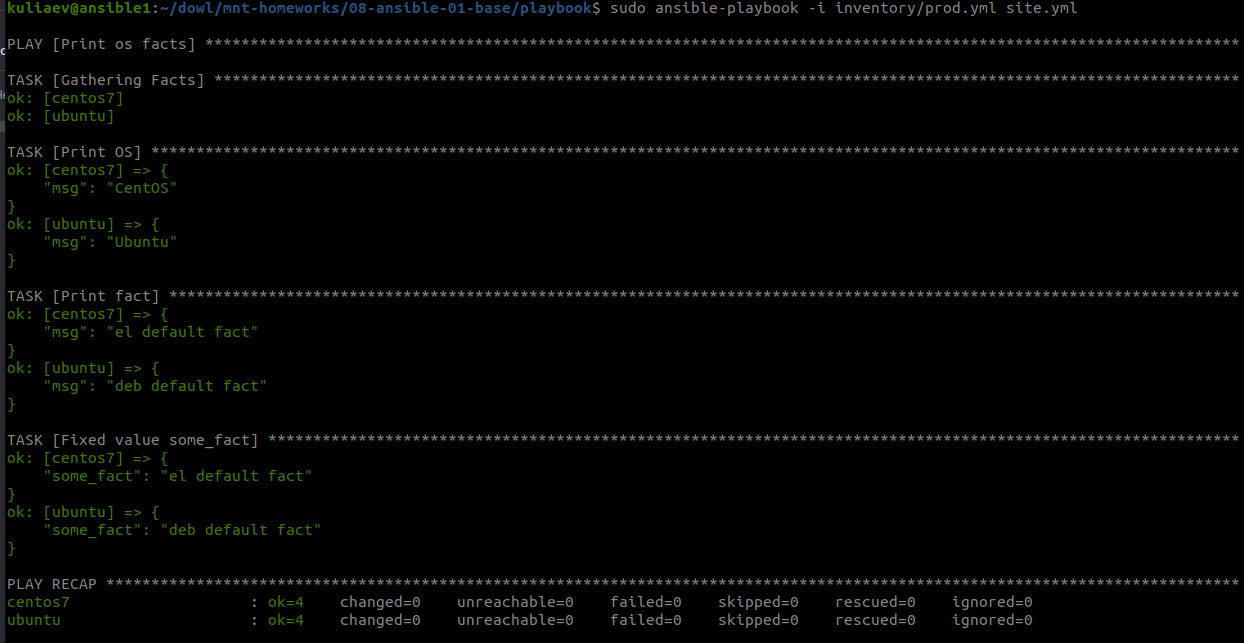 kuliaev@ansible1:~/dowl/mnt-homeworks/08-ansible-01-base/playbook$ sudo ansible-playbook -i inventory/prod.yml site.yml
PLAY [Print os facts] *******************************************************************************************************************
TASK [Gathering Facts] ******************************************************************************************************************
ok: [centos7]
ok: [ubuntu]
TASK [Print OS] *************************************************************************************************************************
ok: [centos7] => {
    "msg": "CentOS"
}
ok: [ubuntu] => {
    "msg": "Ubuntu"
}
TASK [Print fact] ***********************************************************************************************************************
ok: [centos7] => {
    "msg": "el default fact"
}
ok: [ubuntu] => {
    "msg": "deb default fact"
}
TASK [Fixed value some_fact] ************************************************************************************************************
ok: [centos7] => {
    "some_fact": "el default fact"
}
ok: [ubuntu] => {
    "some_fact": "deb default fact"
}
PLAY RECAP ******************************************************************************************************************************
centos7                    : ok=4    changed=0    unreachable=0    failed=0    skipped=0    rescued=0    ignored=0
ubuntu                     : ok=4    changed=0    unreachable=0    failed=0    skipped=0    rescued=0    ignored=0